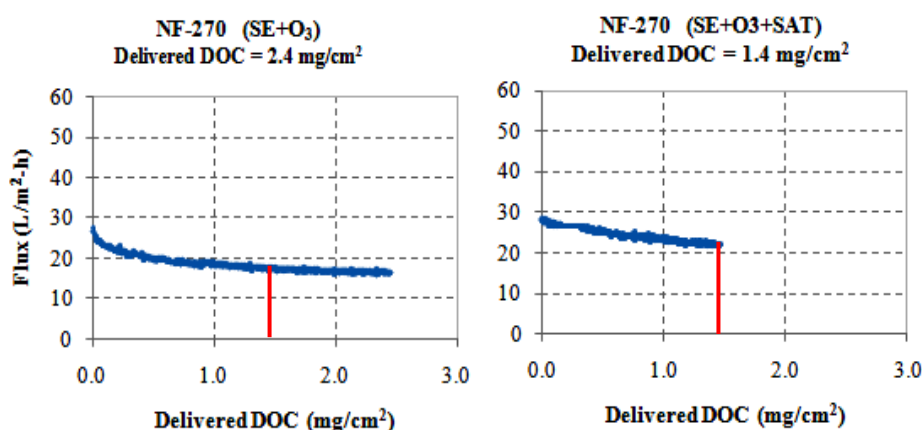 NF-270 (SE+O₃)
Delivered DOC = 2.4 mg/cm²
Flux (L/m²-h)
60
50
40
30
20
10
0
0.0 1.0 2.0 3.0
Delivered DOC (mg/cm²)
NF-270 (SE+O3+SAT)
Delivered DOC = 1.4 mg/cm²
60
50
40
30
20
10
0
0.0 1.0 2.0 3.0
Delivered DOC (mg/cm²)